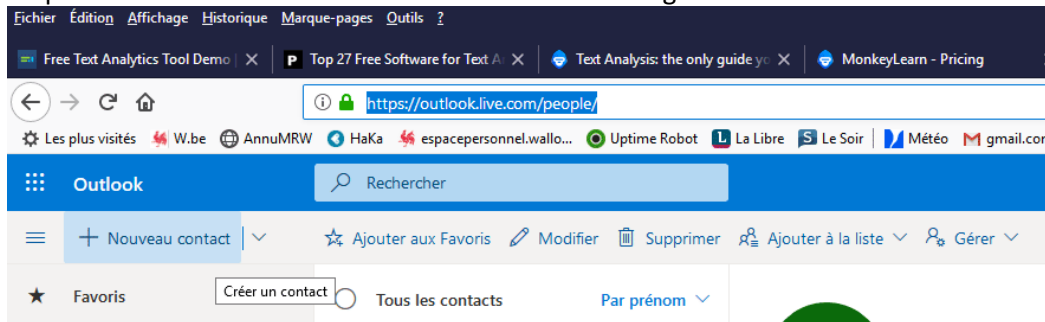 Fichier Édition Affichage Historique Marque-pages Outils ?
Free Text Analytics Tool Demo Top 27 Free Software for Text Text Analysis: the only guide MonkeyLearn - Pricing
https://outlook.live.com/people/
Les plus visités W.be AnnuMRW HaKa espacepersonnel.wallo... Uptime Robot La Libre Le Soir Météo gmail.com
Outlook Rechercher
Nouveau contact Ajouter aux Favoris Modifier Supprimer Ajouter à la liste Gérer
Favoris Créer un contact Tous les contacts Par prénom